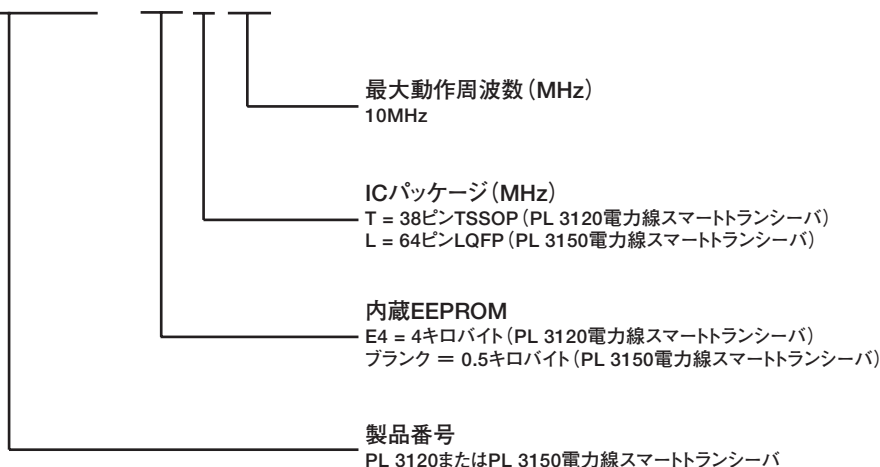 最大動作周波数（MHz）
10MHz
ICパッケージ（MHz）
T = 38ピンTSSOP（PL 3120電力線スマートトランシーバ）
L = 64ピンLQFP（PL 3150電力線スマートトランシーバ）
内蔵EEPROM
E4 = 4キロバイト（PL 3120電力線スマートトランシーバ）
ブランク ＝ 0.5キロバイト（PL 3150電力線スマートトランシーバ）
製品番号
PL 3120またはPL 3150電力線スマートトランシーバ